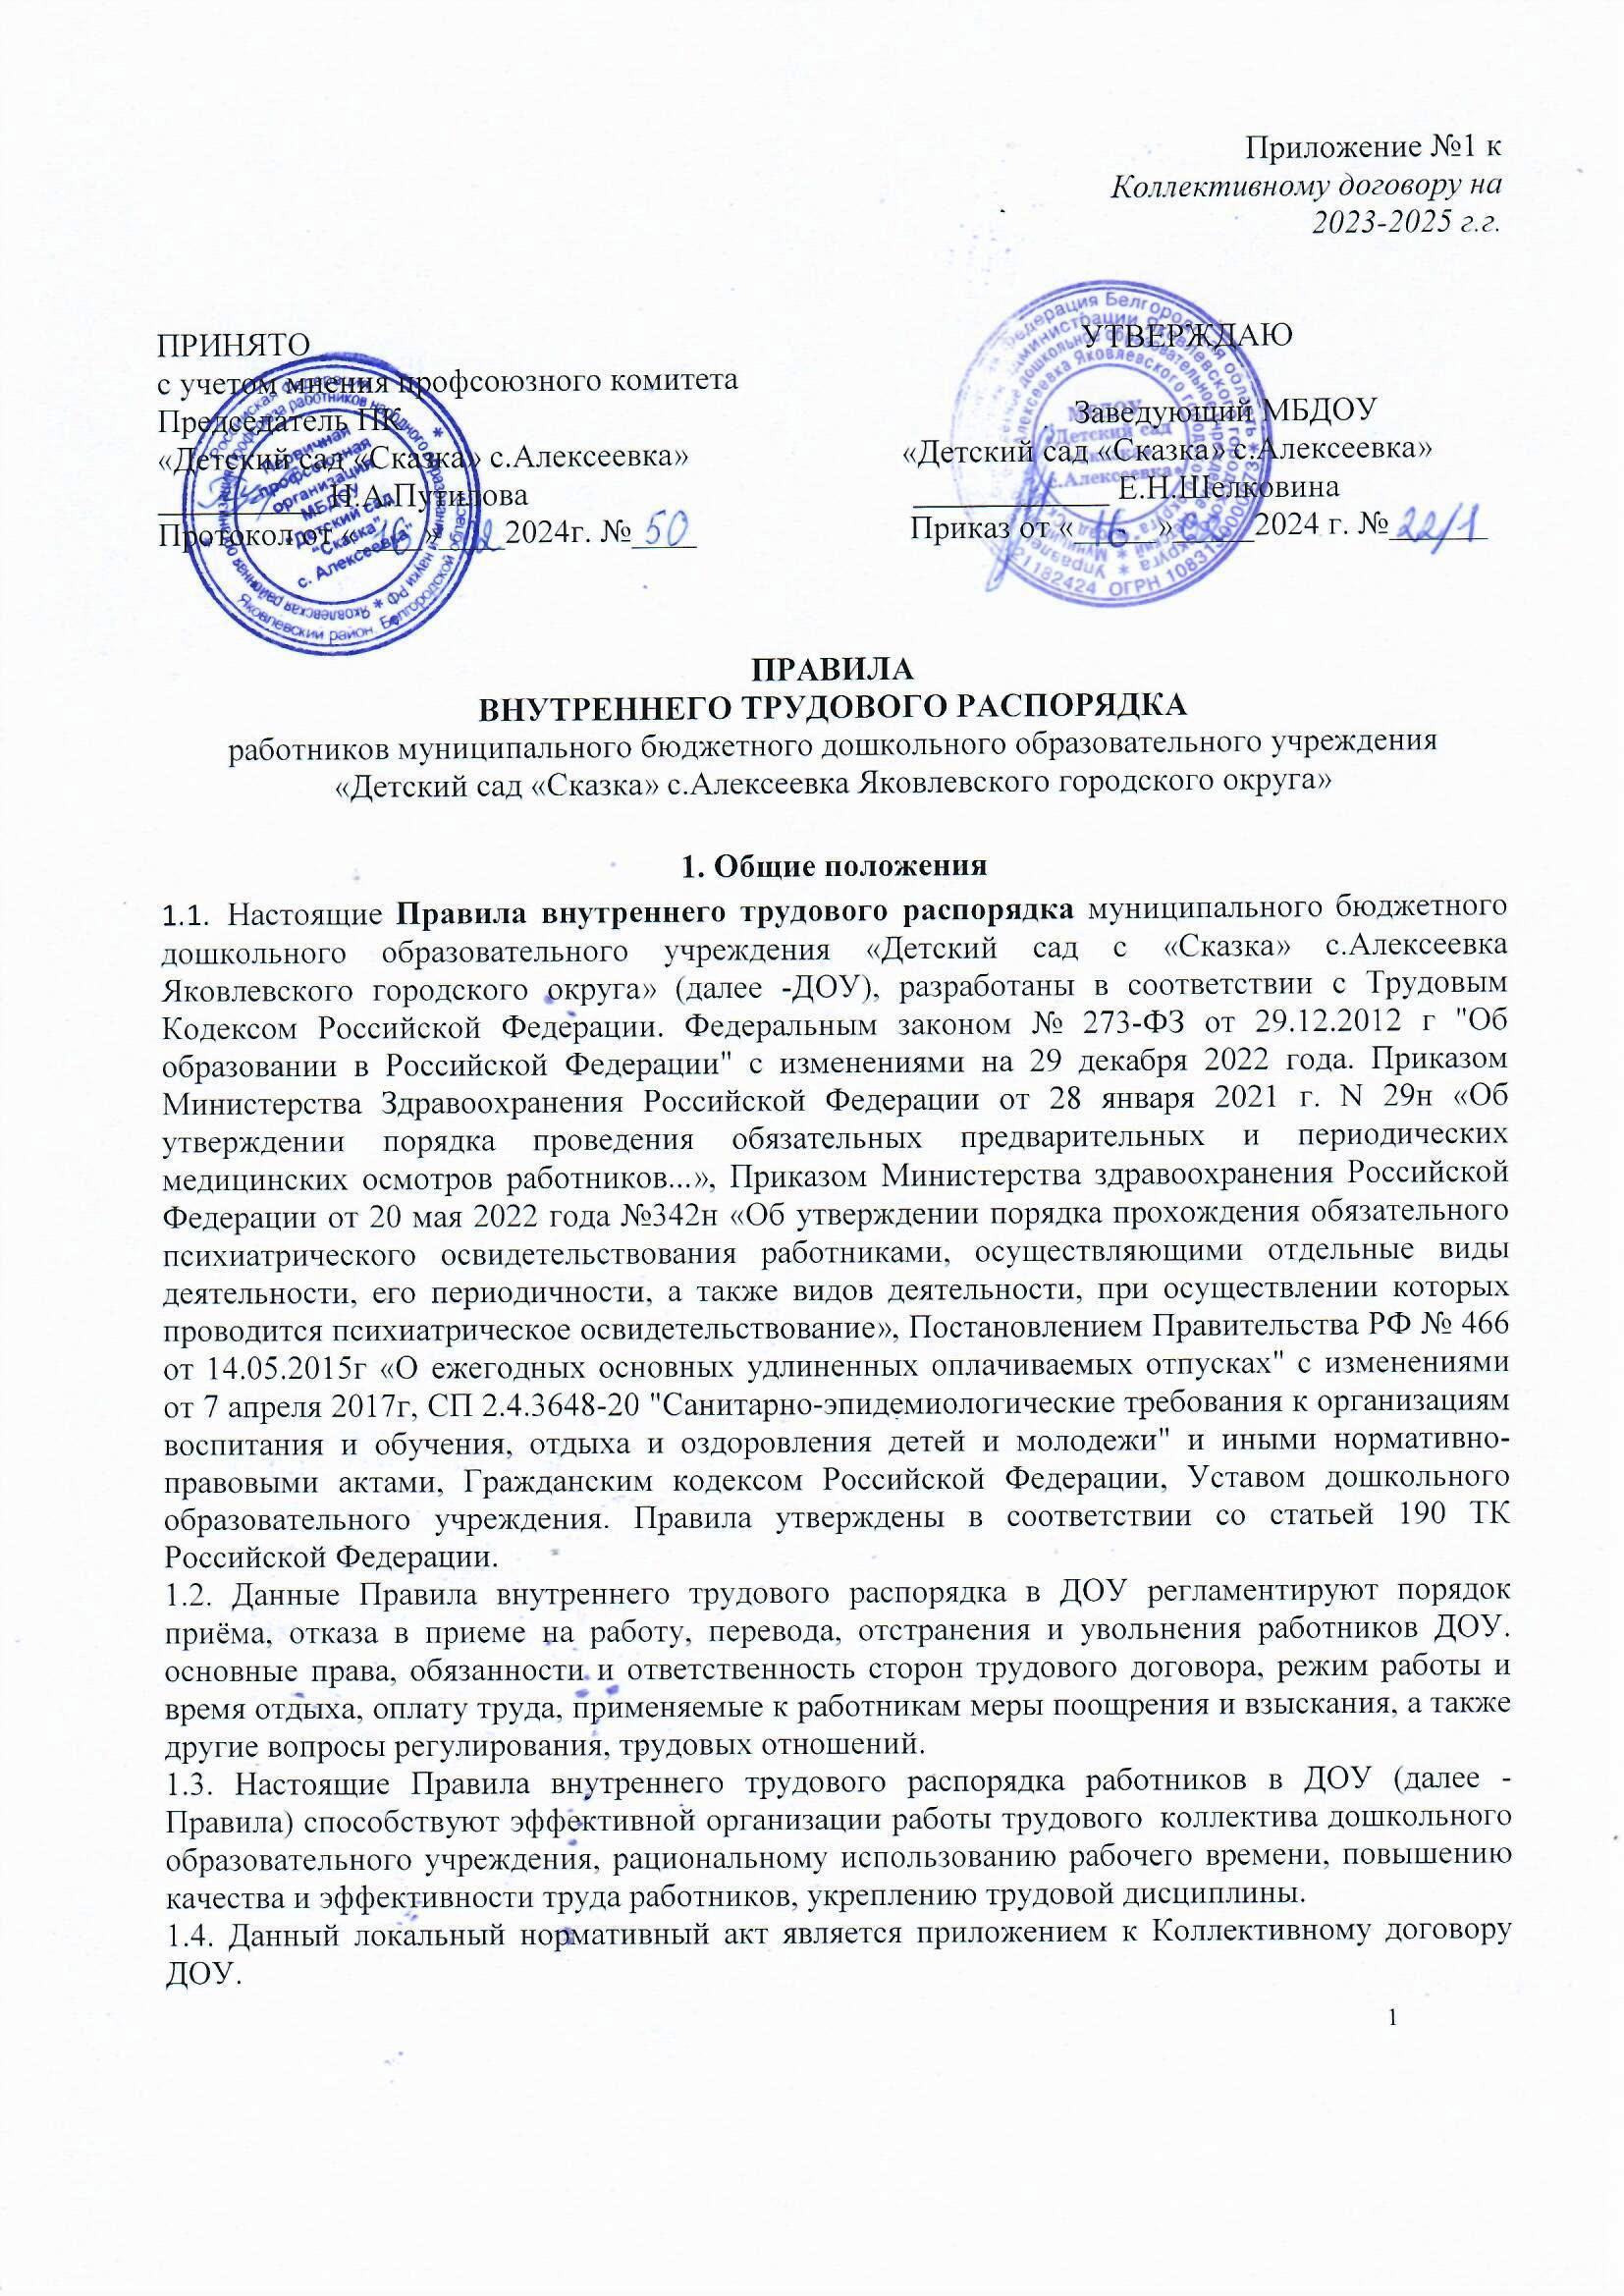 Приложение №1 к
Коллективному договору на
2023-2025 г.г.
ПРИНЯТО
с учетом мнения профсоюзного комитета
Председатель ПК
«Детский сад «Сказка» с.Алексеевка»
Н.А.Путилова
Протокол от «16» 2024г. №50
УТВЕРЖДАЮ
Заведующий МБДОУ
«Детский сад «Сказка» с.Алексеевка»
Е.Н.Шелковина
Приказ от «16» 2024 г. №22/1
Первичная
профсоюзная
организация
МБДОУ
"Детский сад
"Сказка"
с. Алексеевка"
Яковлевский район, Белгородской области
ПРАВИЛА
ВНУТРЕННЕГО ТРУДОВОГО РАСПОРЯДКА
работников муниципального бюджетного дошкольного образовательного учреждения
«Детский сад «Сказка» с.Алексеевка Яковлевского городского округа»
1. Общие положения
1.1. Настоящие Правила внутреннего трудового распорядка муниципального бюджетного
дошкольного образовательного учреждения «Детский сад с «Сказка» с.Алексеевка
Яковлевского городского округа» (далее -ДОУ), разработаны в соответствии с Трудовым
Кодексом Российской Федерации. Федеральным законом № 273-ФЗ от 29.12.2012 г "Об
образовании в Российской Федерации" с изменениями на 29 декабря 2022 года. Приказом
Министерства Здравоохранения Российской Федерации от 28 января 2021 г. N 29н «Об
утверждении порядка проведения обязательных предварительных и периодических
медицинских осмотров работников...», Приказом Министерства здравоохранения Российской
Федерации от 20 мая 2022 года №342н «Об утверждении порядка прохождения обязательного
психиатрического освидетельствования работниками, осуществляющими отдельные виды
деятельности, его периодичности, а также видов деятельности, при осуществлении которых
проводится психиатрическое освидетельствование», Постановлением Правительства РФ № 466
от 14.05.2015г «О ежегодных основных удлиненных оплачиваемых отпусках" с изменениями
от 7 апреля 2017г, СП 2.4.3648-20 "Санитарно-эпидемиологические требования к организациям
воспитания и обучения, отдыха и оздоровления детей и молодежи" и иными нормативно-
правовыми актами, Гражданским кодексом Российской Федерации, Уставом дошкольного
образовательного учреждения. Правила утверждены в соответствии со статьей 190 ТК
Российской Федерации.
1.2. Данные Правила внутреннего трудового распорядка в ДОУ регламентируют порядок
приёма, отказа в приеме на работу, перевода, отстранения и увольнения работников ДОУ.
основные права, обязанности и ответственность сторон трудового договора, режим работы и
время отдыха, оплату труда, применяемые к работникам меры поощрения и взыскания, а также
другие вопросы регулирования, трудовых отношений.
1.3. Настоящие Правила внутреннего трудового распорядка работников в ДОУ (далее -
Правила) способствуют эффективной организации работы трудового коллектива дошкольного
образовательного учреждения, рациональному использованию рабочего времени, повышению
качества и эффективности труда работников, укреплению трудовой дисциплины.
1.4. Данный локальный нормативный акт является приложением к Коллективному договору
ДОУ.
1